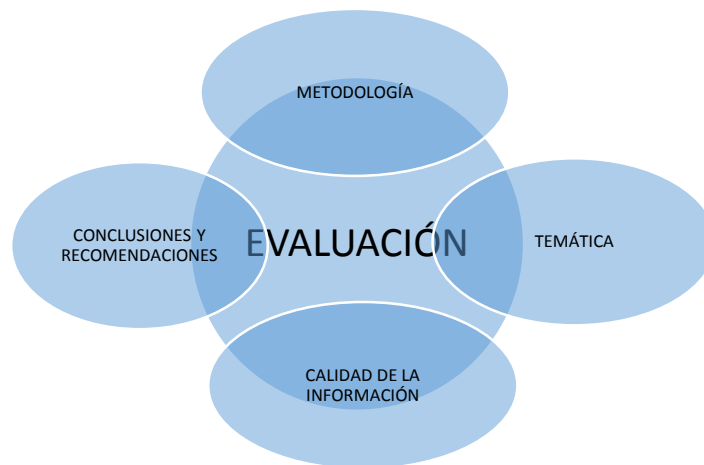 METODOLOGÍA
CONCLUSIONES Y
RECOMENDACIONES
EVALUACIÓN
TEMÁTICA
CALIDAD DE LA
INFORMACIÓN